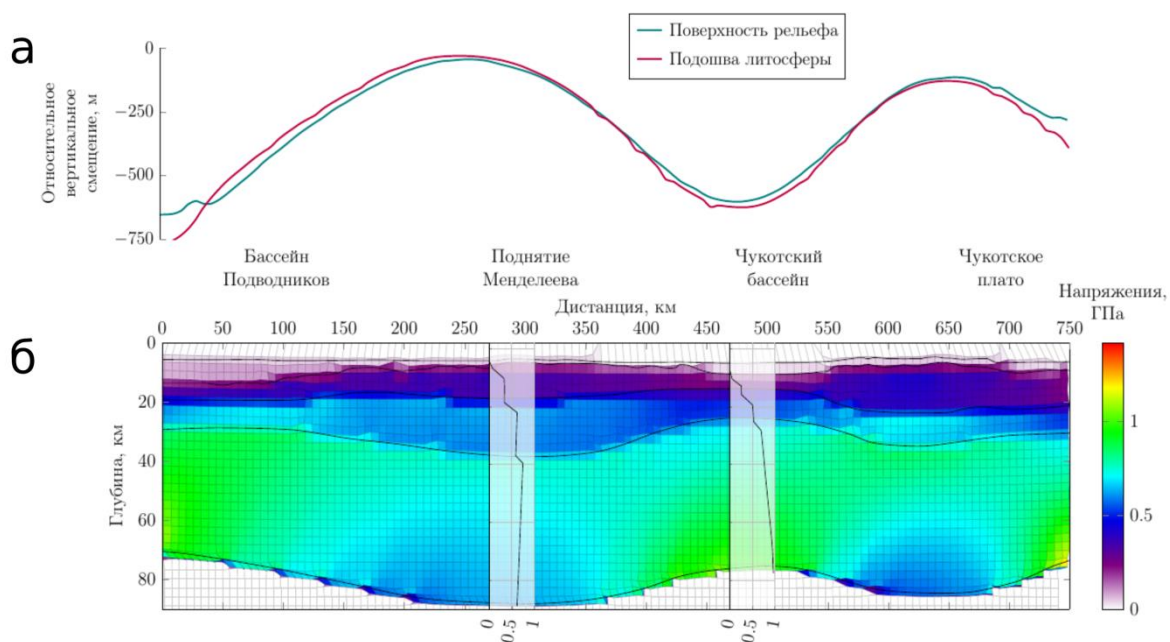 а
Поверхность рельефа
Подошва литосферы
Относительное
вертикальное
смещение, м
0
−250
−500
−750
Бассейн
Подводников
Поднятие
Менделеева
Чукотский
бассейн
Чукотское
плато
Дистанция, км
Напряжения,
ГПа
б
0 50 100 150 200 250 300 350 400 450 500 550 600 650 700 750
Глубина, км
0
20
40
60
80
1
0.5
0
0 0.5 1
0 0.5 1